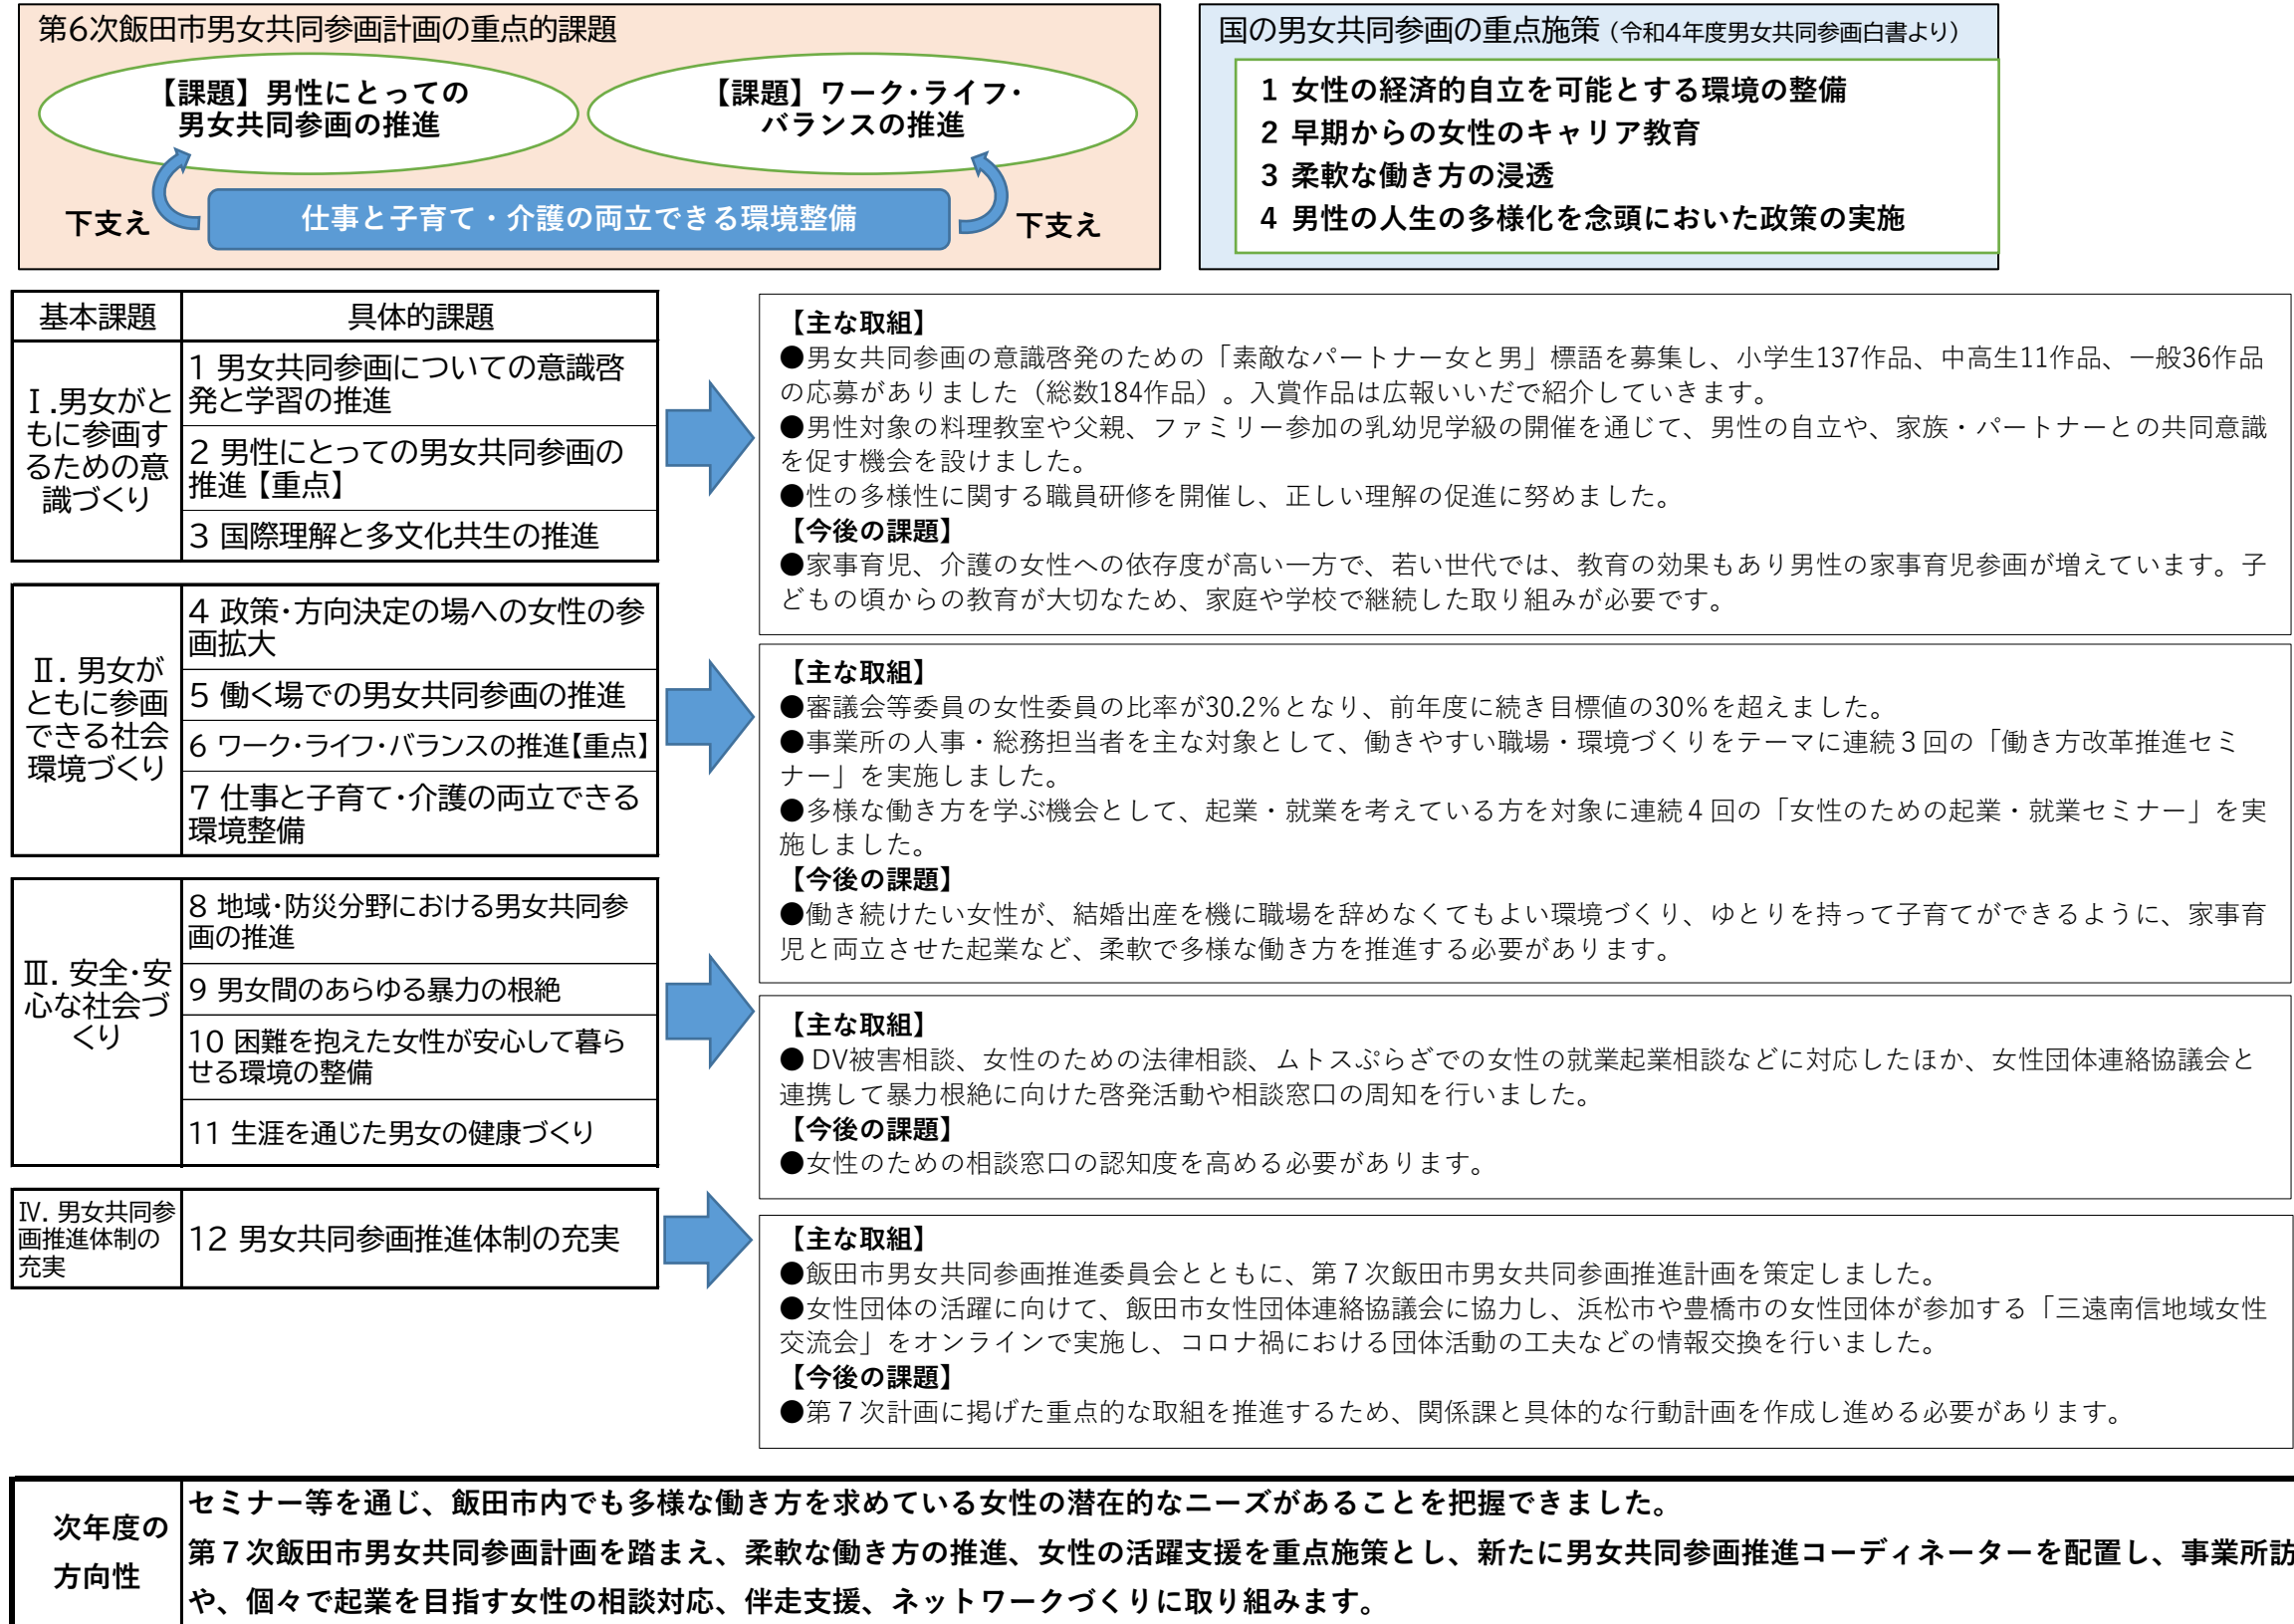 第6次飯田市男女共同参画計画の重点的課題
【課題】男性にとっての
男女共同参画の推進
【課題】ワーク・ライフ・
バランスの推進
下支え
仕事と子育て・介護の両立できる環境整備
下支え
国の男女共同参画の重点施策（令和4年度男女共同参画白書より）
1 女性の経済的自立を可能とする環境の整備
2 早期からの女性のキャリア教育
3 柔軟な働き方の浸透
4 男性の人生の多様化を念頭においた政策の実施
基本課題
具体的課題
Ⅰ.男女がと
もに参画す
るための意
識づくり
1 男女共同参画についての意識啓
発と学習の推進
2 男性にとっての男女共同参画の
推進【重点】
3 国際理解と多文化共生の推進
【主な取組】
●男女共同参画の意識啓発のための「素敵なパートナー女と男」標語を募集し、小学生137作品、中高生11作品、一般36作品
の応募がありました（総数184作品）。入賞作品は広報いいだで紹介していきます。
●男性対象の料理教室や父親、ファミリー参加の乳幼児学級の開催を通じて、男性の自立や、家族・パートナーとの共同意識
を促す機会を設けました。
●性の多様性に関する職員研修を開催し、正しい理解の促進に努めました。
【今後の課題】
●家事育児、介護の女性への依存度が高い一方で、若い世代では、教育の効果もあり男性の家事育児参画が増えています。子
どもの頃からの教育が大切なため、家庭や学校で継続した取り組みが必要です。
Ⅱ. 男女が
ともに参画
できる社会
環境づくり
4 政策・方向決定の場への女性の参
画拡大
5 働く場での男女共同参画の推進
6 ワーク・ライフ・バランスの推進【重点】
7 仕事と子育て・介護の両立できる
環境整備
【主な取組】
●審議会等委員の女性委員の比率が30.2％となり、前年度に続き目標値の30％を超えました。
●事業所の人事・総務担当者を主な対象として、働きやすい職場・環境づくりをテーマに連続３回の「働き方改革推進セミ
ナー」を実施しました。
●多様な働き方を学ぶ機会として、起業・就業を考えている方を対象に連続４回の「女性のための起業・就業セミナー」を実
施しました。
【今後の課題】
●働き続けたい女性が、結婚出産を機に職場を辞めなくてもよい環境づくり、ゆとりを持って子育てができるように、家事育
児と両立させた起業など、柔軟で多様な働き方を推進する必要があります。
Ⅲ. 安全・安
心な社会づ
くり
8 地域・防災分野における男女共同参
画の推進
9 男女間のあらゆる暴力の根絶
10 困難を抱えた女性が安心して暮ら
せる環境の整備
11 生涯を通じた男女の健康づくり
【主な取組】
● DV被害相談、女性のための法律相談、ムトスぷらざでの女性の就業起業相談などに対応したほか、女性団体連絡協議会と
連携して暴力根絶に向けた啓発活動や相談窓口の周知を行いました。
【今後の課題】
●女性のための相談窓口の認知度を高める必要があります。
Ⅳ. 男女共同参
画推進体制の
充実
12 男女共同参画推進体制の充実
【主な取組】
●飯田市男女共同参画推進委員会とともに、第７次飯田市男女共同参画推進計画を策定しました。
●女性団体の活躍に向けて、飯田市女性団体連絡協議会に協力し、浜松市や豊橋市の女性団体が参加する「三遠南信地域女性
交流会」をオンラインで実施し、コロナ禍における団体活動の工夫などの情報交換を行いました。
【今後の課題】
●第７次計画に掲げた重点的な取組を推進するため、関係課と具体的な行動計画を作成し進める必要があります。
次年度の
方向性
セミナー等を通じ、飯田市内でも多様な働き方を求めている女性の潜在的なニーズがあることを把握できました。
第７次飯田市男女共同参画計画を踏まえ、柔軟な働き方の推進、女性の活躍支援を重点施策とし、新たに男女共同参画推進コーディネーターを配置し、事業所訪
や、個々で起業を目指す女性の相談対応、伴走支援、ネットワークづくりに取り組みます。